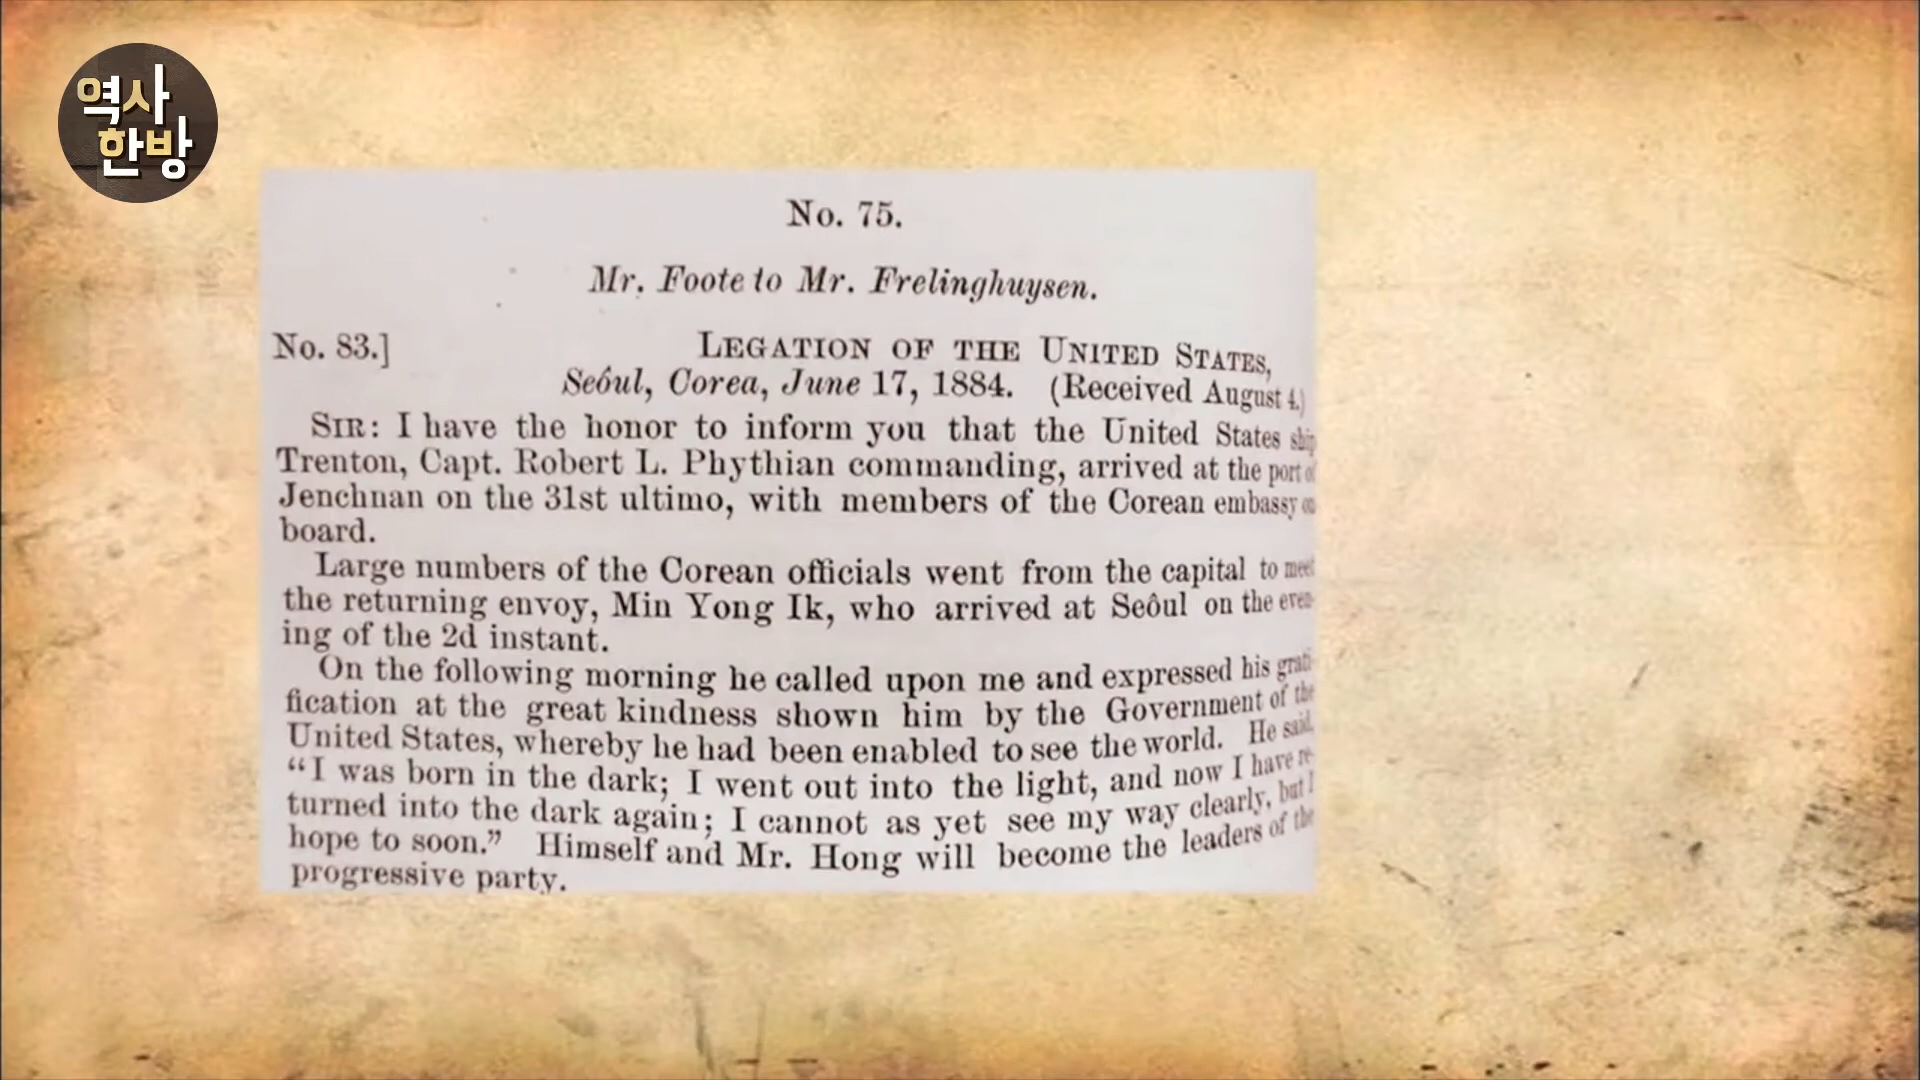 역사
한방
No. 75.
Mr. Foote to Mr. Frelinghuysen.
No. 83.] LEGATION OF THE UNITED STATES,
Seôul, Corea, June 17, 1884. (Received August 4.)
SIR: I have the honor to inform you that the United States ship
Trenton, Capt. Robert L. Phythian commanding, arrived at the port of
Jenchnan on the 31st ultimo, with members of the Corean embassy on
board.
Large numbers of the Corean officials went from the capital to meet
the returning envoy, Min Yong Ik, who arrived at Seôul on the even-
ing of the 2d instant.
On the following morning he called upon me and expressed his grati-
fication at the great kindness shown him by the Government of the
United States, whereby he had been enabled to see the world. He said,
“I was born in the dark; I went out into the light, and now I have re-
turned into the dark again; I cannot as yet see my way clearly, but I
hope to soon.” Himself and Mr. Hong will become the leaders of the
progressive party.